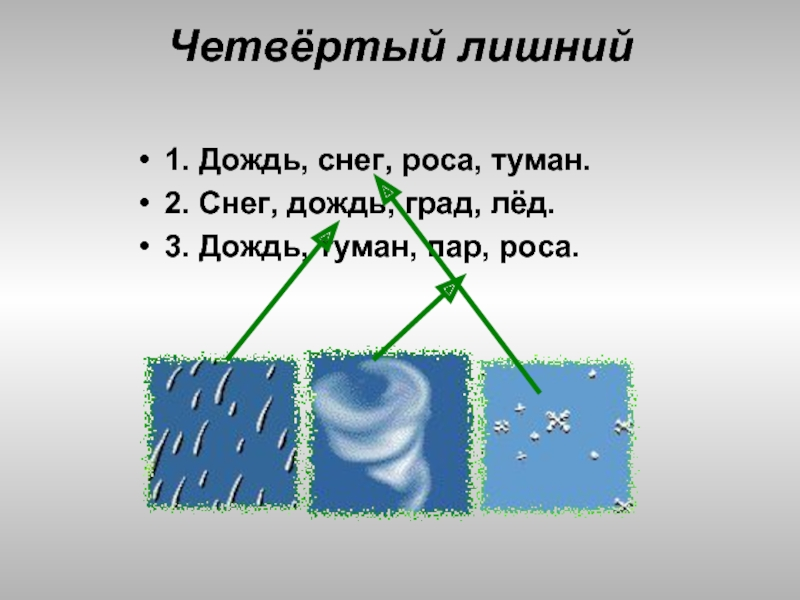 Четвёртый лишний
• 1. Дождь, снег, роса, туман.
• 2. Снег, дождь, град, лёд.
• 3. Дождь, туман, пар, роса.